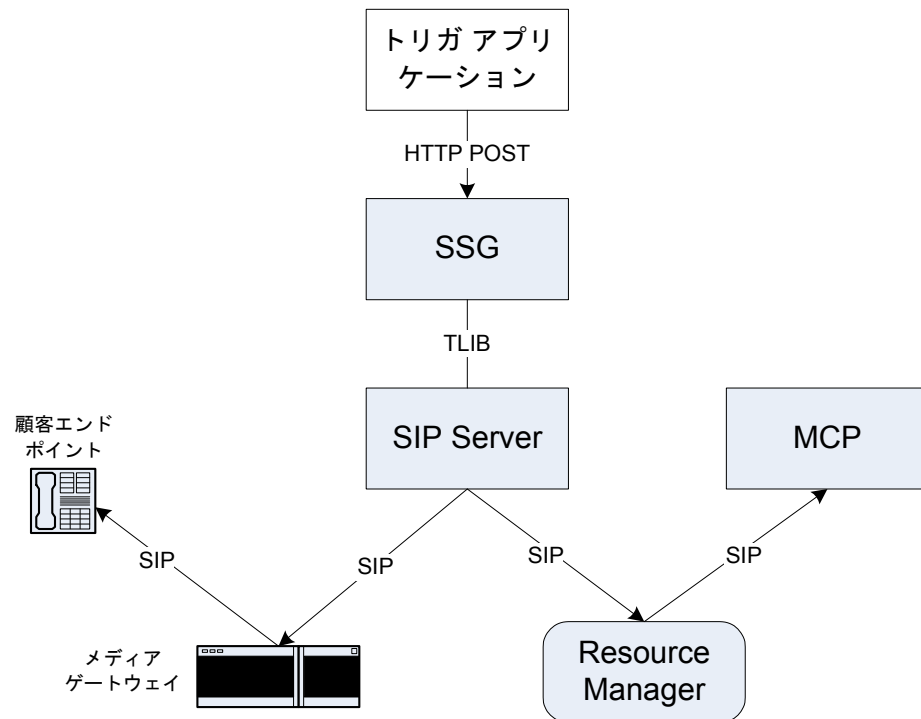 トリガ アプリ
ケーション
HTTP POST
SSG
TLIB
SIP Server
MCP
顧客エンド
ポイント
SIP
SIP
SIP
SIP
メディア
ゲートウェイ
Resource
Manager